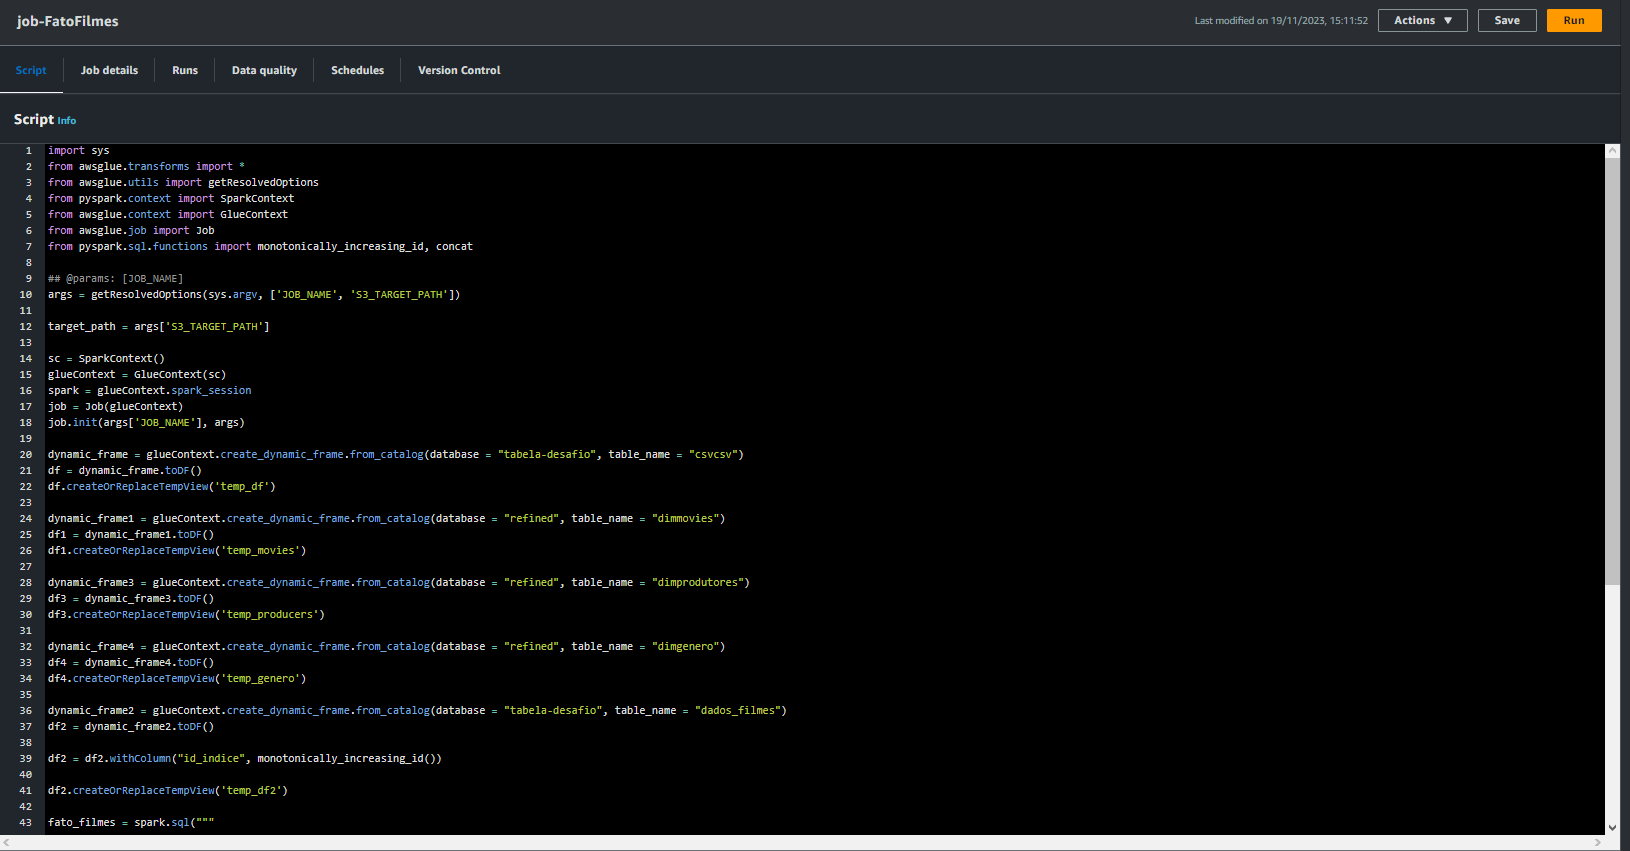 job-FatoFilmes
Last modified on 19/11/2023, 15:11:52
Actions ▼
Save
Run
Script
Job details
Runs
Data quality
Schedules
Version Control
Script Info
1 import sys
2 from awsglue.transforms import *
3 from awsglue.utils import getResolvedOptions
4 from pyspark.context import SparkContext
5 from awsglue.context import GlueContext
6 from awsglue.job import Job
7 from pyspark.sql.functions import monotonically_increasing_id, concat
8
9 ## @params: [JOB_NAME]
10 args = getResolvedOptions(sys.argv, ['JOB_NAME', 'S3_TARGET_PATH'])
11
12 target_path = args['S3_TARGET_PATH']
13
14 sc = SparkContext()
15 glueContext = GlueContext(sc)
16 spark = glueContext.spark_session
17 job = Job(glueContext)
18 job.init(args['JOB_NAME'], args)
19
20 dynamic_frame = glueContext.create_dynamic_frame.from_catalog(database = "tabela-desafio", table_name = "csvcsv")
21 df = dynamic_frame.toDF()
22 df.createOrReplaceTempView('temp_df')
23
24 dynamic_frame1 = glueContext.create_dynamic_frame.from_catalog(database = "refined", table_name = "dimmovies")
25 df1 = dynamic_frame1.toDF()
26 df1.createOrReplaceTempView('temp_movies')
27
28 dynamic_frame3 = glueContext.create_dynamic_frame.from_catalog(database = "refined", table_name = "dimprodutores")
29 df3 = dynamic_frame3.toDF()
30 df3.createOrReplaceTempView('temp_producers')
31
32 dynamic_frame4 = glueContext.create_dynamic_frame.from_catalog(database = "refined", table_name = "dimgenero")
33 df4 = dynamic_frame4.toDF()
34 df4.createOrReplaceTempView('temp_genero')
35
36 dynamic_frame2 = glueContext.create_dynamic_frame.from_catalog(database = "tabela-desafio", table_name = "dados_filmes")
37 df2 = dynamic_frame2.toDF()
38
39 df2 = df2.withColumn("id_indice", monotonically_increasing_id())
40
41 df2.createOrReplaceTempView('temp_df2')
42
43 fato_filmes = spark.sql("""